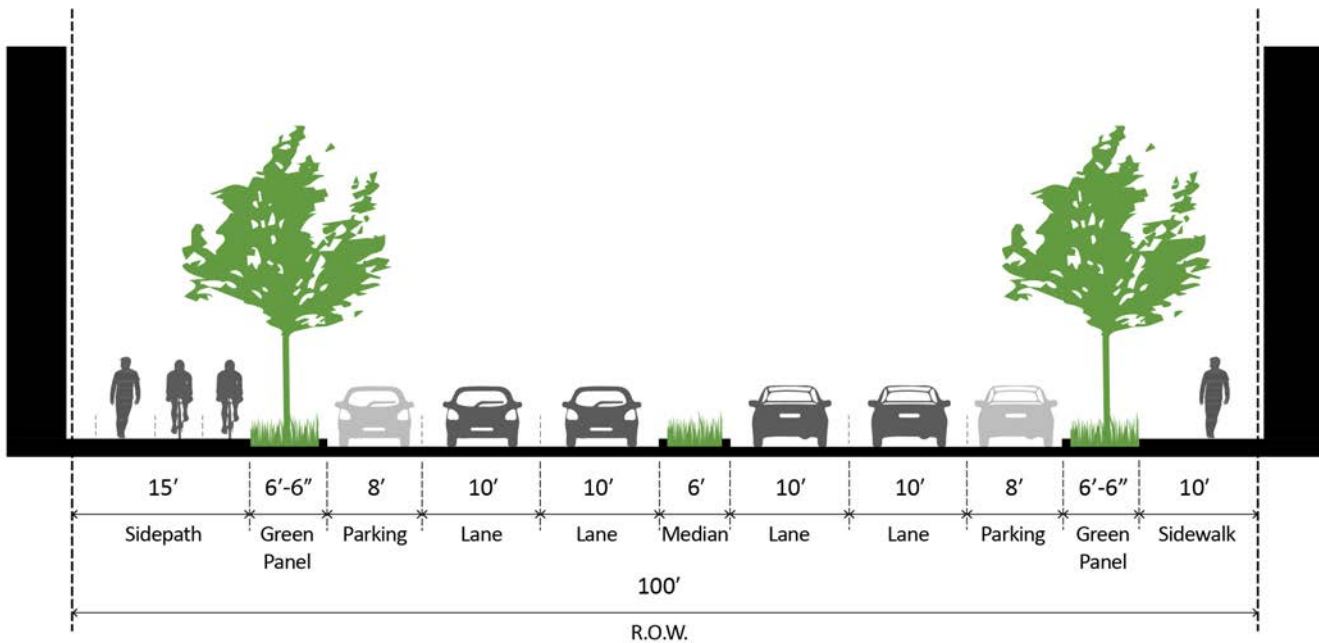 15′ 6′-6″ 8′ 10′ 10′ 6′ 10′ 10′ 8′ 6′-6″ 10′
Sidepath Green Parking Lane Lane Median Lane Lane Parking Green Sidewalk
Panel Panel
100′
R.O.W.